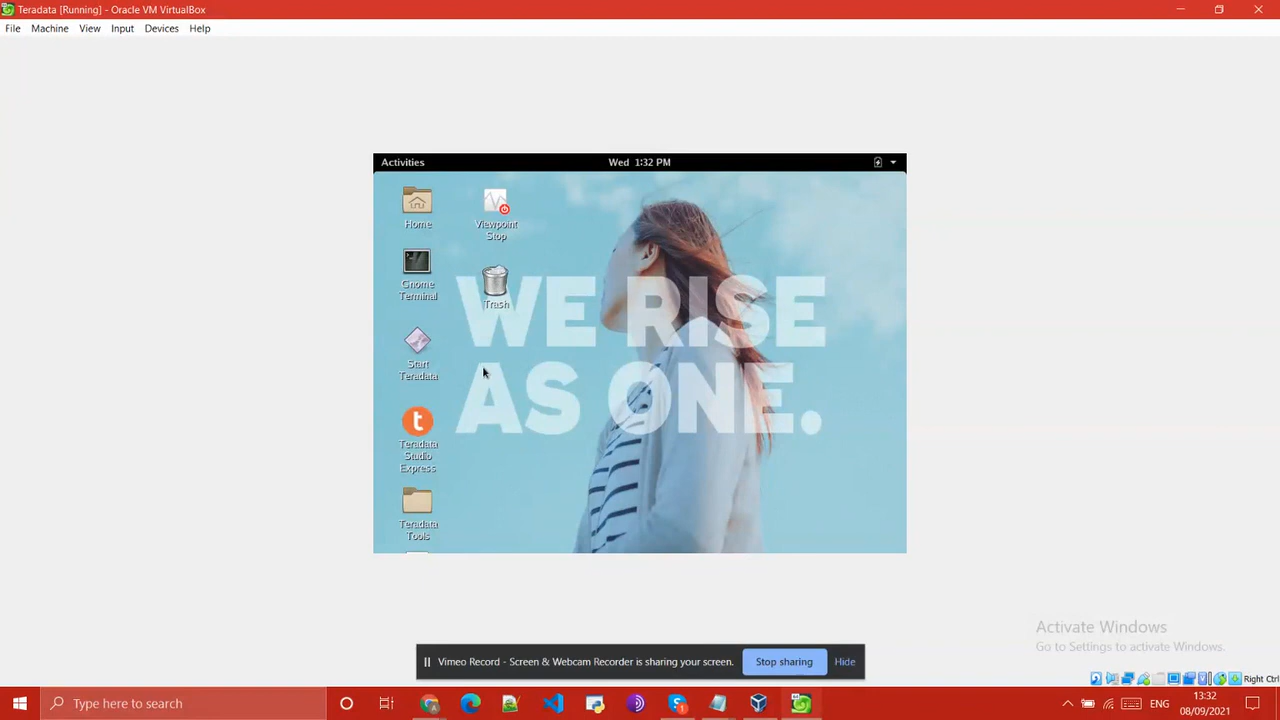 Teradata [Running] - Oracle VM VirtualBox
File Machine View Input Devices Help
Activities
Wed 1:32 PM
Home
Viewpoint
Stop
Gnome
Terminal
Trash
Start
Teradata
t
Teradata
Studio
Express
Teradata
Tools
WE RISE
AS ONE.
Activate Windows
Go to Settings to activate Windows.
Vimeo Record - Screen & Webcam Recorder is sharing your screen.
Stop sharing
Hide
Right Ctrl
Type here to search
ENG
13:32
08/09/2021